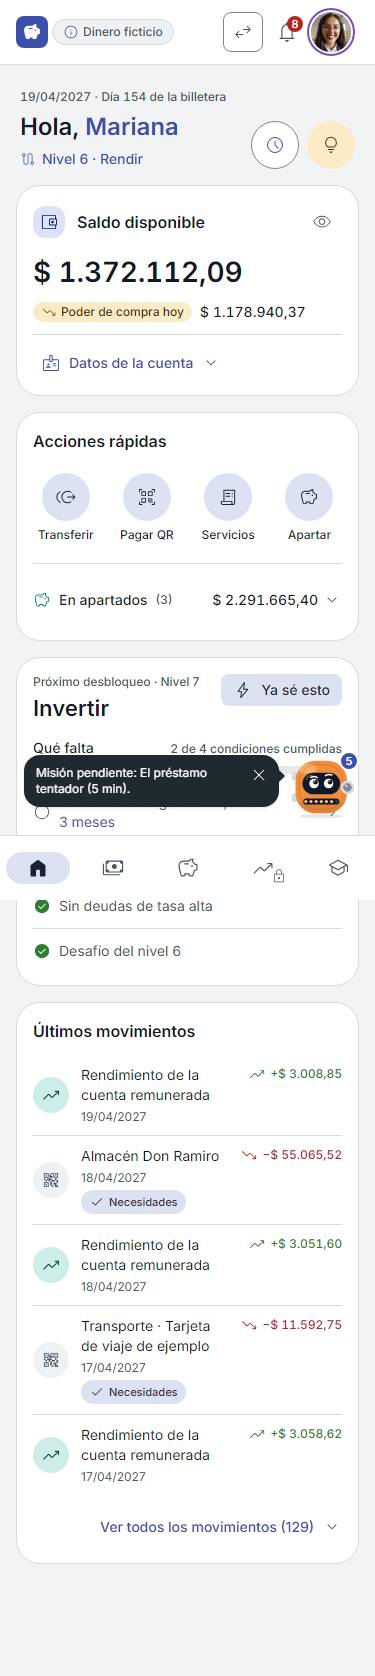 Dinero ficticio
8
19/04/2027 · Día 154 de la billetera
Hola, Mariana
Nivel 6 · Rendir
Saldo disponible
$ 1.372.112,09
Poder de compra hoy $ 1.178.940,37
Datos de la cuenta
Acciones rápidas
Transferir Pagar QR Servicios Apartar
En apartados (3) $ 2.291.665,40
Próximo desbloqueo · Nivel 7
Ya sé esto
Invertir
Qué falta 2 de 4 condiciones cumplidas
Misión pendiente: El préstamo
tentador (5 min).
5
3 meses
Sin deudas de tasa alta
Desafío del nivel 6
Últimos movimientos
Rendimiento de la +$ 3.008,85
cuenta remunerada
19/04/2027
Almacén Don Ramiro −$ 55.065,52
18/04/2027
Necesidades
Rendimiento de la +$ 3.051,60
cuenta remunerada
18/04/2027
Transporte · Tarjeta −$ 11.592,75
de viaje de ejemplo
17/04/2027
Necesidades
Rendimiento de la +$ 3.058,62
cuenta remunerada
17/04/2027
Ver todos los movimientos (129)